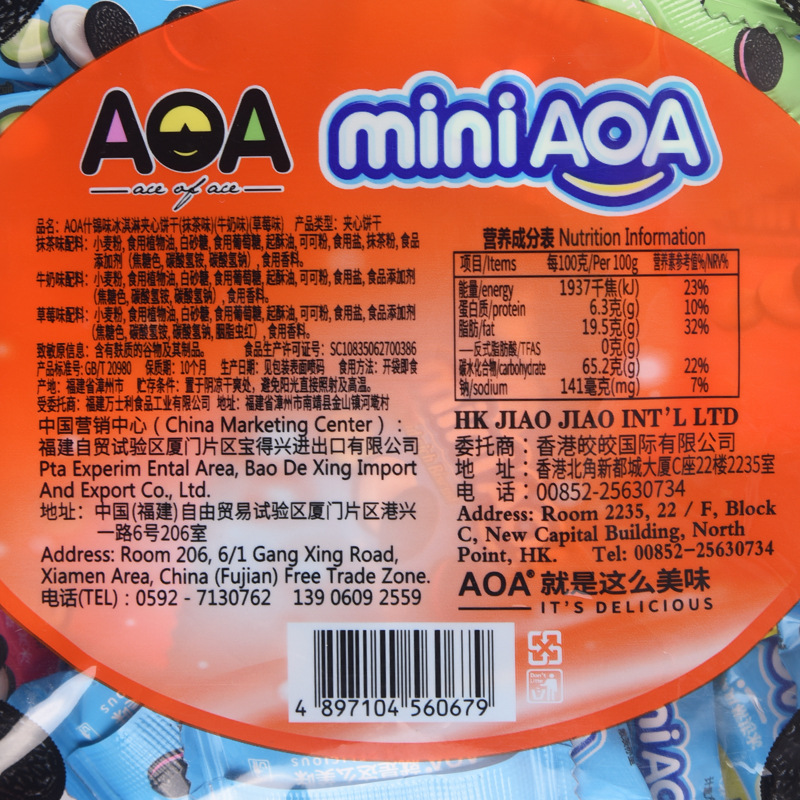 AOA
ace of ace
mini AOA
品名：AOA什锦味冰淇淋夹心饼干(抹茶味)(牛奶味)(草莓味) 产品类型：夹心饼干
抹茶味配料：小麦粉, 食用植物油, 白砂糖, 食用葡萄糖, 起酥油, 可可粉, 食用盐, 抹茶粉, 食品
添加剂（焦糖色, 碳酸氢铵, 碳酸氢钠）, 食用香料。
牛奶味配料：小麦粉, 食用植物油, 白砂糖, 食用葡萄糖, 起酥油, 可可粉, 食用盐, 食品添加剂
（焦糖色, 碳酸氢铵, 碳酸氢钠）, 食用香料。
草莓味配料：小麦粉, 食用植物油, 白砂糖, 食用葡萄糖, 起酥油, 可可粉, 食用盐, 食品添加剂
（焦糖色, 碳酸氢铵, 碳酸氢钠, 胭脂虫红）, 食用香料。
致敏原信息：含有麸质的谷物及其制品。 食品生产许可证号：SC10835062700386
产品标准号: GB/T 20980 保质期：10个月 生产日期：见包装表面喷码 食用方法：开袋即食
产地：福建省漳州市 贮存条件：置于阴凉干爽处，避免阳光直接照射及高温。
受委托商：福建万士利食品工业有限公司 地址：福建省漳州市南靖县金山镇河墘村
中国营销中心（China Marketing Center）:
福建自贸试验区厦门片区宝得兴进出口有限公司
Pta Experim Ental Area, Bao De Xing Import
And Export Co., Ltd.
地址：中国(福建)自由贸易试验区厦门片区港兴
一路6号206室
Address: Room 206, 6/1 Gang Xing Road,
Xiamen Area, China (Fujian) Free Trade Zone.
电话(TEL) : 0592 - 7130762 139 0609 2559
营养成分表 Nutrition Information
项目/Items 每100克/Per 100g 营养素参考值%/NRV%
能量/energy 1937千焦(kJ) 23%
蛋白质/protein 6.3克(g) 10%
脂肪/fat 19.5克(g) 32%
——反式脂肪酸/TFAS 0克(g)
碳水化合物/carbohydrate 65.2克(g) 22%
钠/sodium 141毫克(mg) 7%
HK JIAO JIAO INT'L LTD
委托商：香港皎皎国际有限公司
地 址：香港北角新都城大厦C座22楼2235室
电 话：00852-25630734
Address: Room 2235, 22 / F, Block
C, New Capital Building, North
Point, HK. Tel: 00852-25630734
AOA® 就是这么美味
IT'S DELICIOUS
4 897104 560679
AOA 就是这么美味
mini AOA